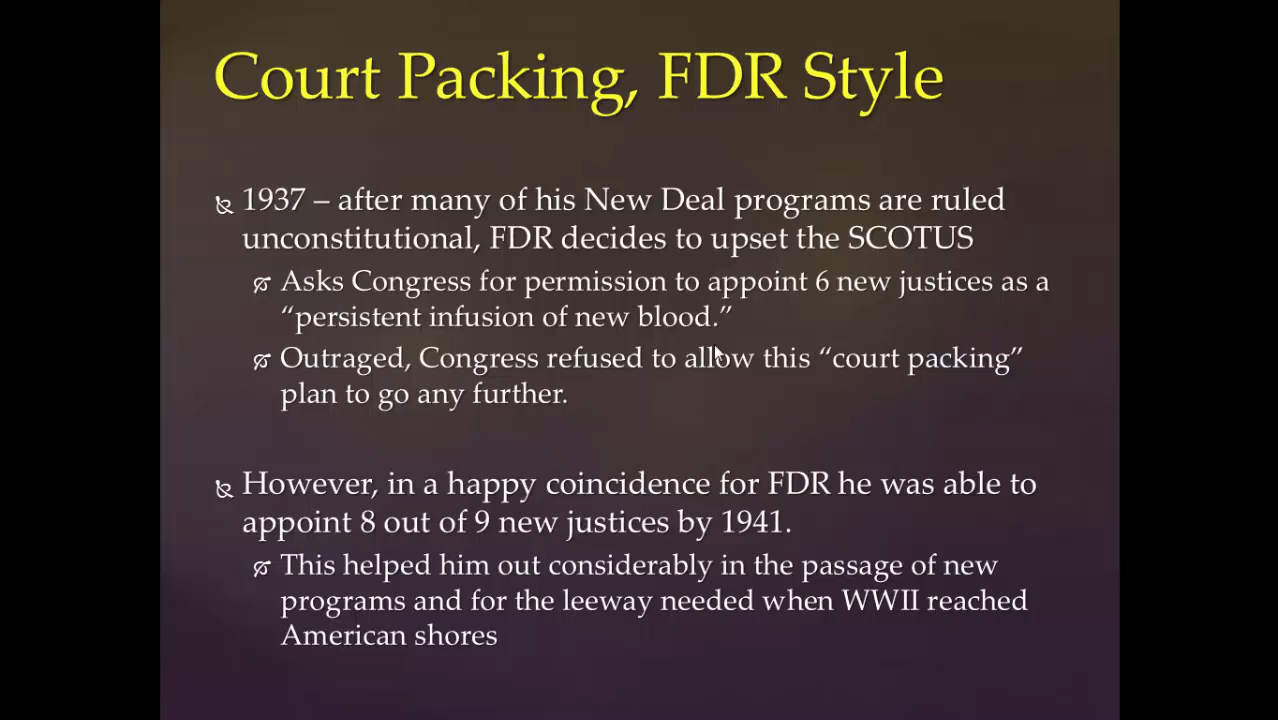 Court Packing, FDR Style
1937 – after many of his New Deal programs are ruled
unconstitutional, FDR decides to upset the SCOTUS
Asks Congress for permission to appoint 6 new justices as a
“persistent infusion of new blood.”
Outraged, Congress refused to allow this “court packing”
plan to go any further.
However, in a happy coincidence for FDR he was able to
appoint 8 out of 9 new justices by 1941.
This helped him out considerably in the passage of new
programs and for the leeway needed when WWII reached
American shores